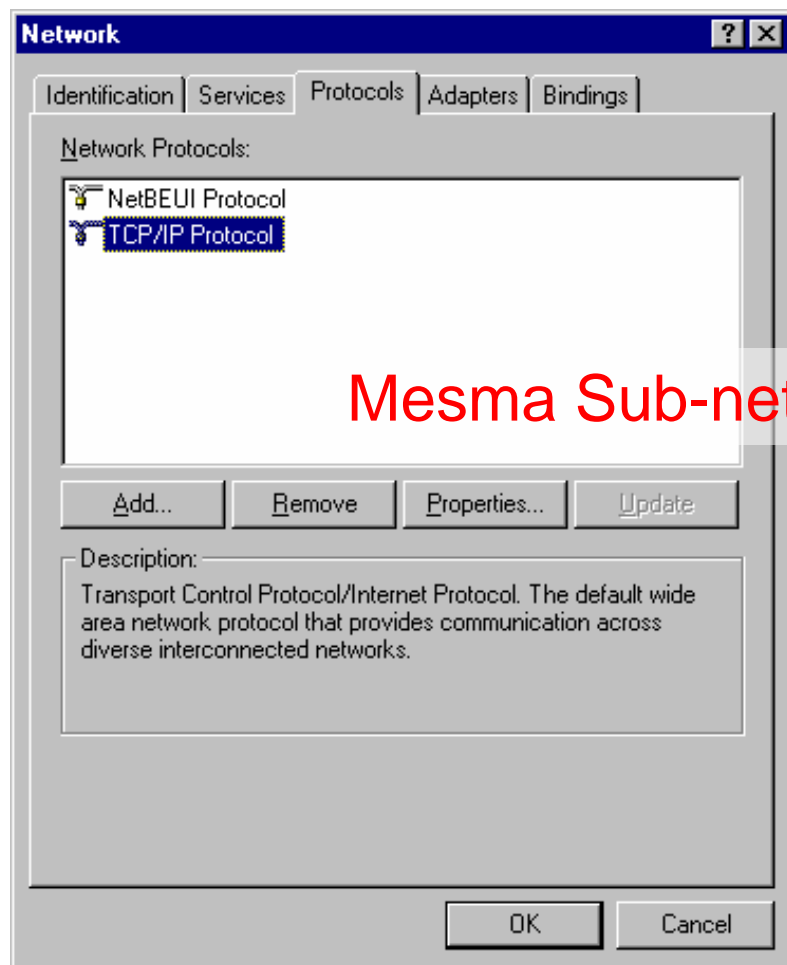 Network
Identification Services Protocols Adapters Bindings
Network Protocols:
NetBEUI Protocol
TCP/IP Protocol
Mesma Sub-net
Add... Remove Properties... Update
Description:
Transport Control Protocol/Internet Protocol. The default wide
area network protocol that provides communication across
diverse interconnected networks.
OK Cancel